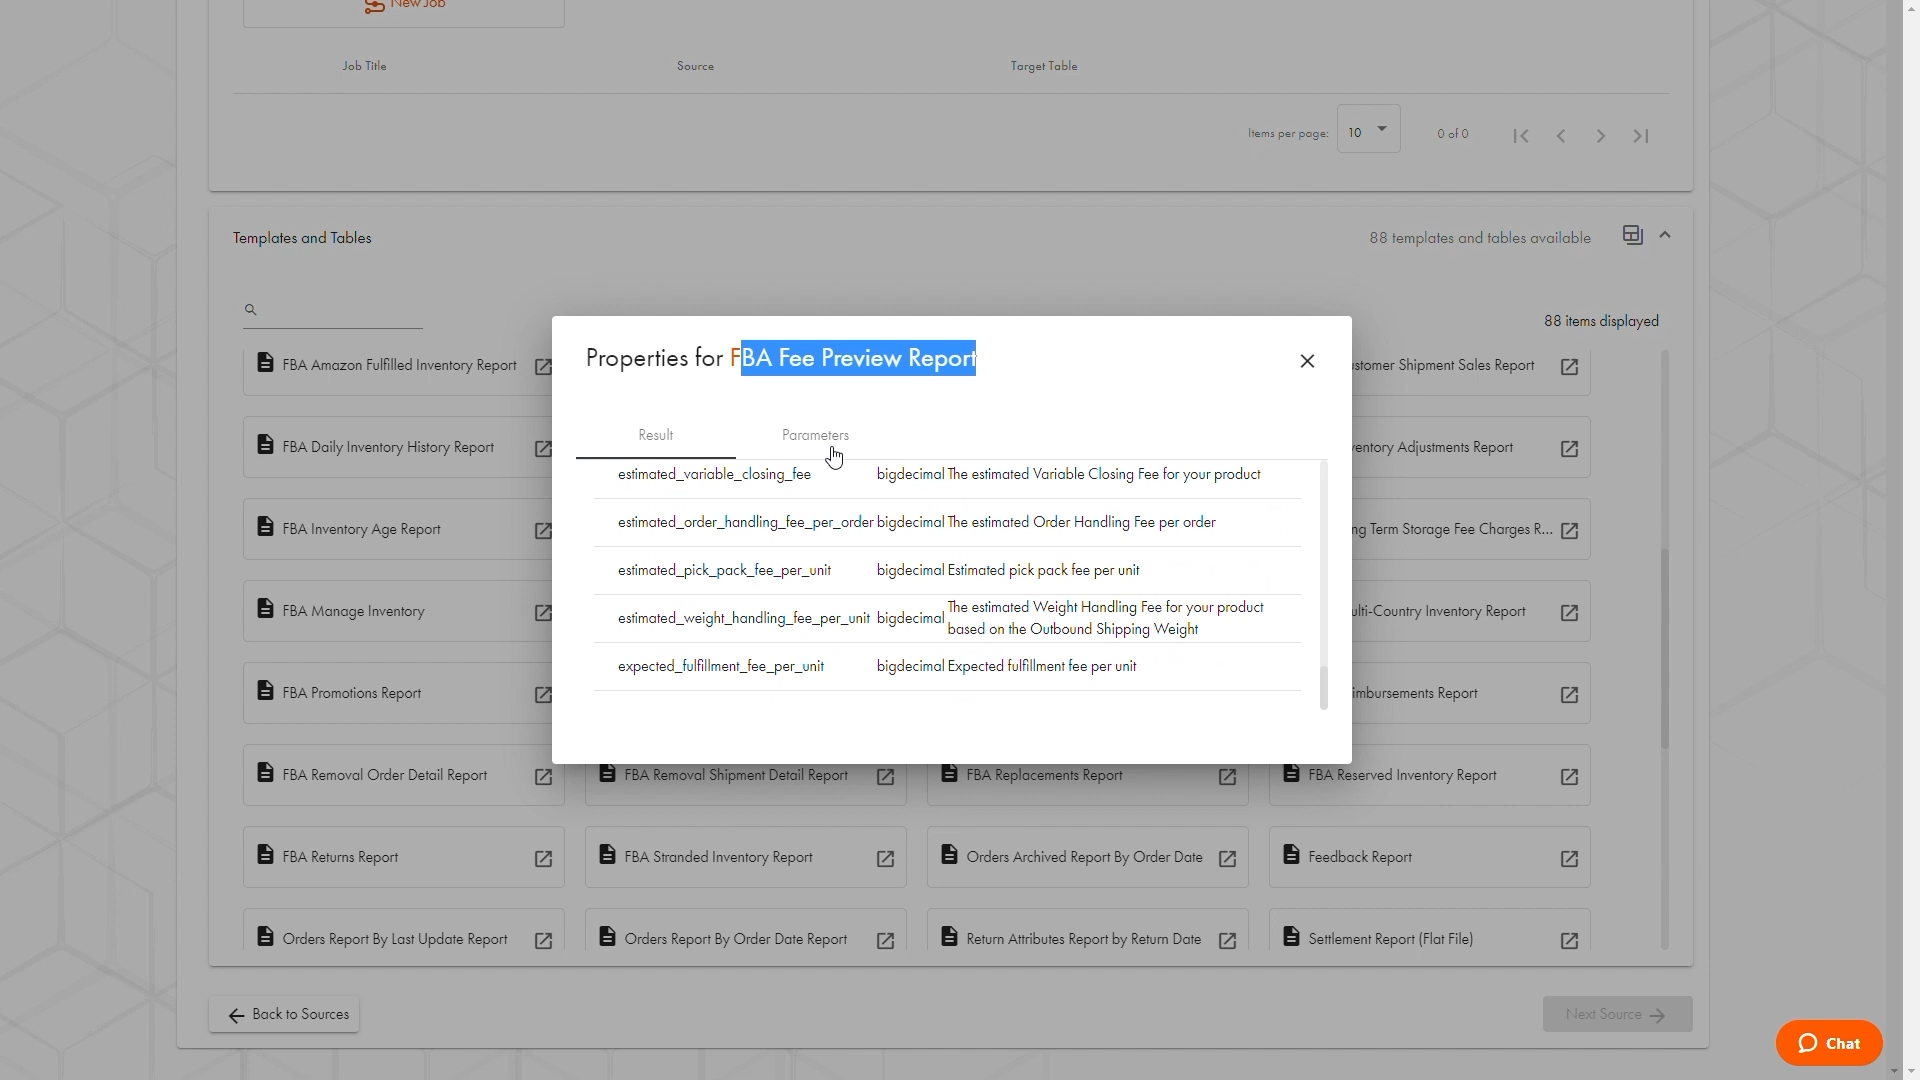 New Job
Job Title Source Target Table
Items per page: 10 0 of 0
Templates and Tables 88 templates and tables available
88 items displayed
Properties for FBA Fee Preview Report
Result Parameters
estimated_variable_closing_fee bigdecimal The estimated Variable Closing Fee for your product
estimated_order_handling_fee_per_order bigdecimal The estimated Order Handling Fee per order
estimated_pick_pack_fee_per_unit bigdecimal Estimated pick pack fee per unit
estimated_weight_handling_fee_per_unit bigdecimal The estimated Weight Handling Fee for your product
based on the Outbound Shipping Weight
expected_fulfillment_fee_per_unit bigdecimal Expected fulfillment fee per unit
FBA Amazon Fulfilled Inventory Report Shipment Sales Report
FBA Daily Inventory History Report Adjustments Report
FBA Inventory Age Report Term Storage Fee Charges R...
FBA Manage Inventory Inventory Report
FBA Promotions Report Report
FBA Removal Order Detail Report FBA Removal Shipment Detail Report FBA Replacements Report FBA Reserved Inventory Report
FBA Returns Report FBA Stranded Inventory Report Orders Archived Report By Order Date Feedback Report
Orders Report By Last Update Report Orders Report By Order Date Report Return Attributes Report by Return Date Settlement Report (Flat File)
Back to Sources Next Source
Chat